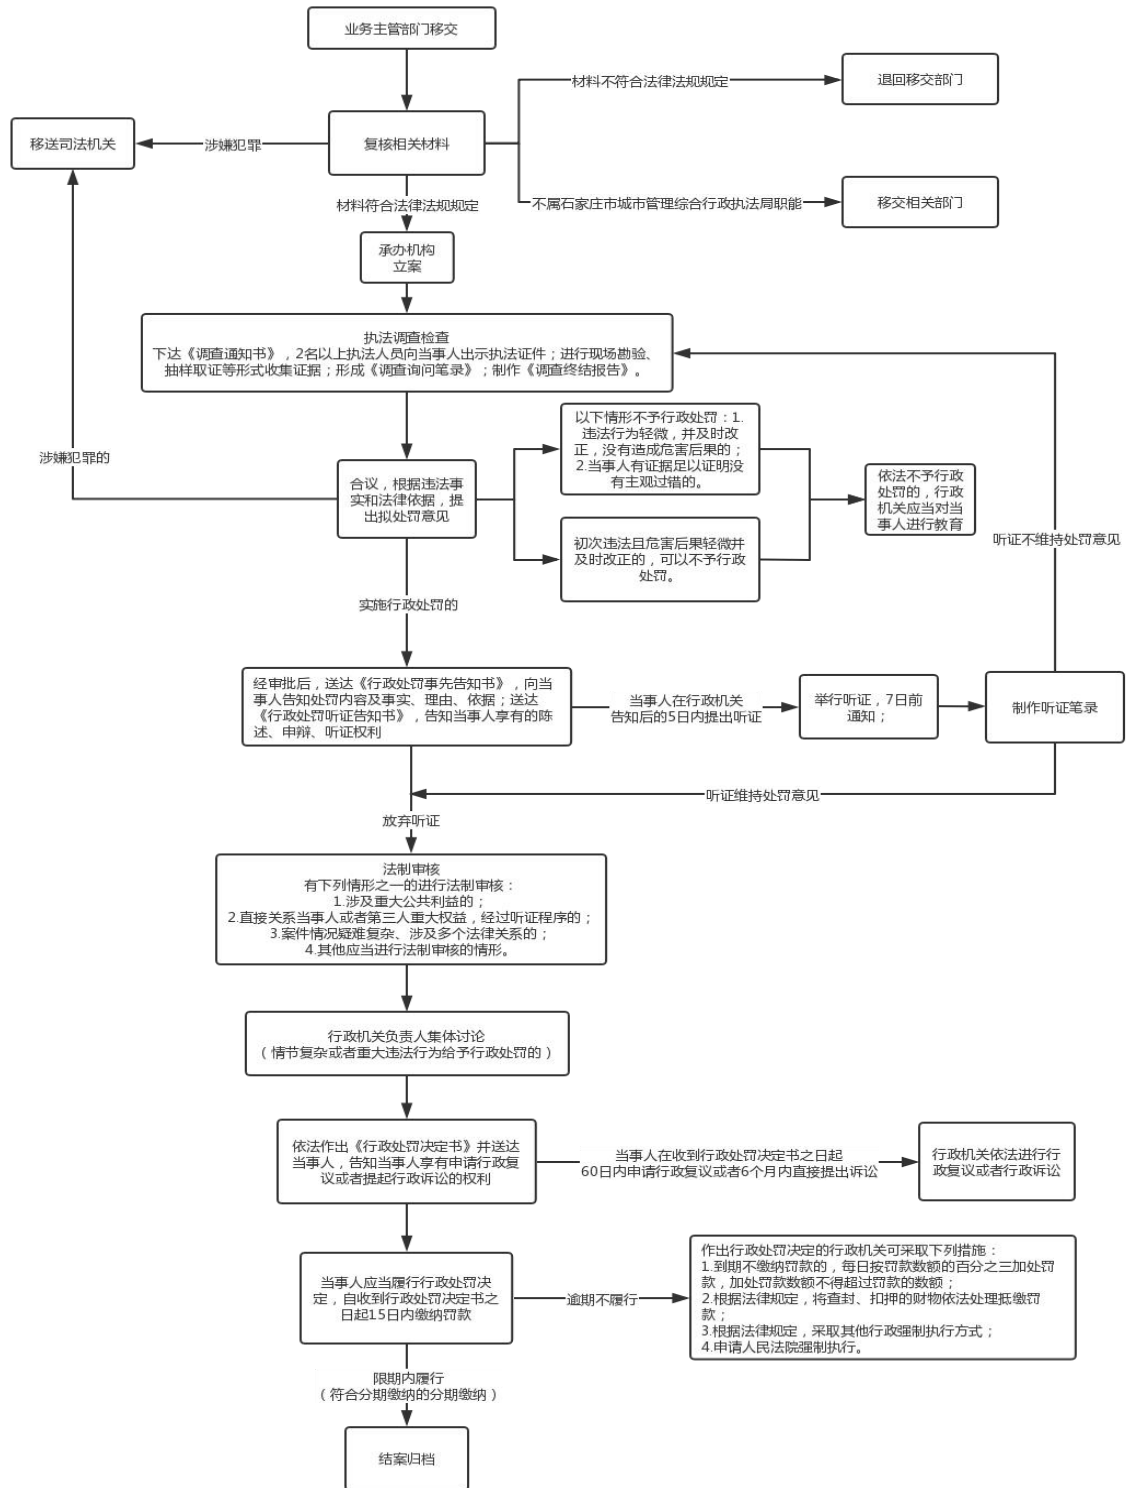 业务主管部门移交
材料不符合法律法规规定
退回移交部门
移送司法机关
涉嫌犯罪
复核相关材料
不属石家庄市城市管理综合行政执法局职能
移交相关部门
材料符合法律法规规定
承办机构
立案
执法调查检查
下达《调查通知书》，2名以上执法人员向当事人出示执法证件；进行现场勘验、
抽样取证等形式收集证据；形成《调查询问笔录》；制作《调查终结报告》。
涉嫌犯罪的
合议，根据违法事
实和法律依据，提
出拟处罚意见
以下情形不予行政处罚：1.
违法行为轻微，并及时改
正，没有造成危害后果的；
2.当事人有证据足以证明没
有主观过错的。
初次违法且危害后果轻微并
及时改正的，可以不予行政
处罚。
依法不予行政
处罚的，行政
机关应当对当
事人进行教育
听证不维持处罚意见
实施行政处罚的
经审批后，送达《行政处罚事先告知书》，向当
事人告知处罚内容及事实、理由、依据；送达
《行政处罚听证告知书》，告知当事人享有的陈
述、申辩、听证权利
当事人在行政机关
告知后的5日内提出听证
举行听证，7日前
通知；
制作听证笔录
听证维持处罚意见
放弃听证
法制审核
有下列情形之一的进行法制审核：
1.涉及重大公共利益的；
2.直接关系当事人或者第三人重大权益，经过听证程序的；
3.案件情况疑难复杂、涉及多个法律关系的；
4.其他应当进行法制审核的情形。
行政机关负责人集体讨论
（情节复杂或者重大违法行为给予行政处罚的）
依法作出《行政处罚决定书》并送达
当事人，告知当事人享有申请行政复
议或者提起行政诉讼的权利
当事人在收到行政处罚决定书之日起
60日内申请行政复议或者6个月内直接提出诉讼
行政机关依法进行行
政复议或者行政诉讼
当事人应当履行行政处罚决
定，自收到行政处罚决定书之
日起15日内缴纳罚款
逾期不履行
作出行政处罚决定的行政机关可采取下列措施：
1.到期不缴纳罚款的，每日按罚款数额的百分之三加处罚
款，加处罚款数额不得超过罚款的数额；
2.根据法律规定，将查封、扣押的财物依法处理抵缴罚
款；
3.根据法律规定，采取其他行政强制执行方式；
4.申请人民法院强制执行。
限期内履行
（符合分期缴纳的分期缴纳）
结案归档